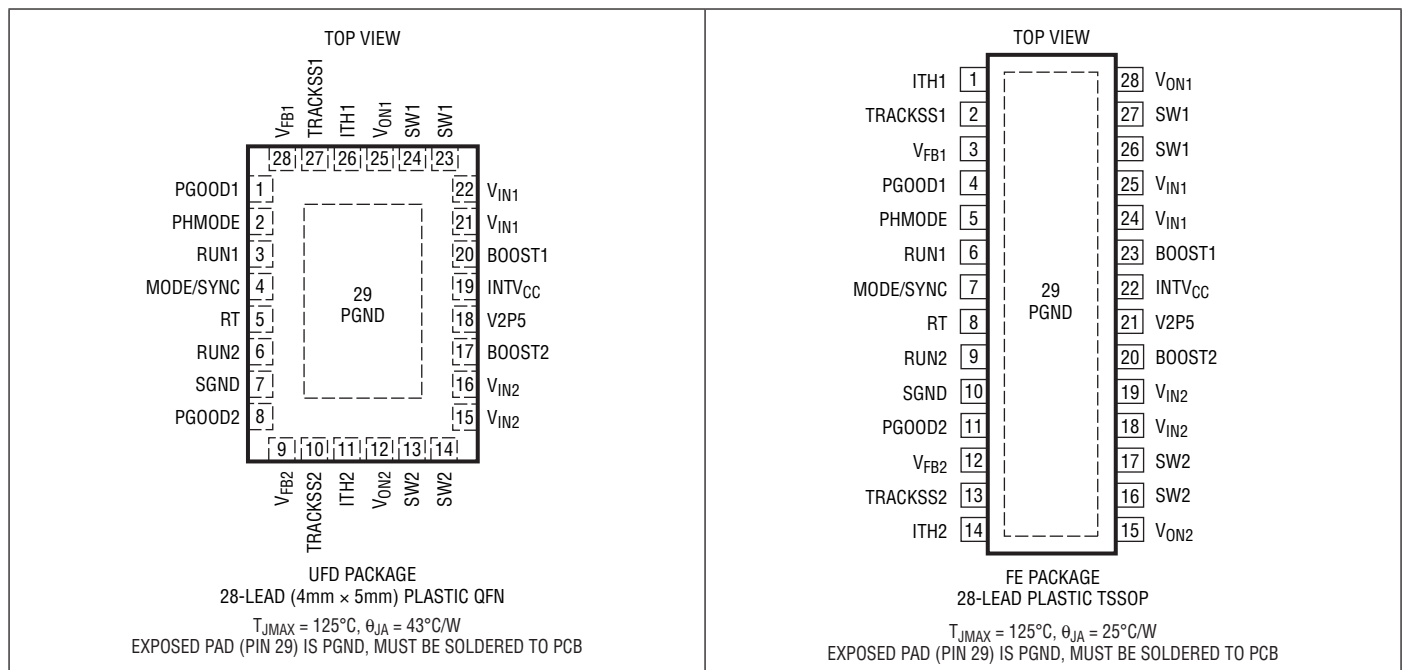 TOP VIEW
VFB1
TRACKSS1
ITH1
VON1
SW1
SW1
28 27 26 25 24 23
PGOOD1 1
PHMODE 2
RUN1 3
MODE/SYNC 4
RT 5
RUN2 6
SGND 7
PGOOD2 8
22 VIN1
21 VIN1
20 BOOST1
19 INTVCC
18 V2P5
17 BOOST2
16 VIN2
15 VIN2
29
PGND
9 10 11 12 13 14
VFB2
TRACKSS2
ITH2
VON2
SW2
SW2
UFD PACKAGE
28-LEAD (4mm × 5mm) PLASTIC QFN
TJMAX = 125°C, θJA = 43°C/W
EXPOSED PAD (PIN 29) IS PGND, MUST BE SOLDERED TO PCB
TOP VIEW
ITH1 1
TRACKSS1 2
VFB1 3
PGOOD1 4
PHMODE 5
RUN1 6
MODE/SYNC 7
RT 8
RUN2 9
SGND 10
PGOOD2 11
VFB2 12
TRACKSS2 13
ITH2 14
29
PGND
28 VON1
27 SW1
26 SW1
25 VIN1
24 VIN1
23 BOOST1
22 INTVCC
21 V2P5
20 BOOST2
19 VIN2
18 VIN2
17 SW2
16 SW2
15 VON2
FE PACKAGE
28-LEAD PLASTIC TSSOP
TJMAX = 125°C, θJA = 25°C/W
EXPOSED PAD (PIN 29) IS PGND, MUST BE SOLDERED TO PCB